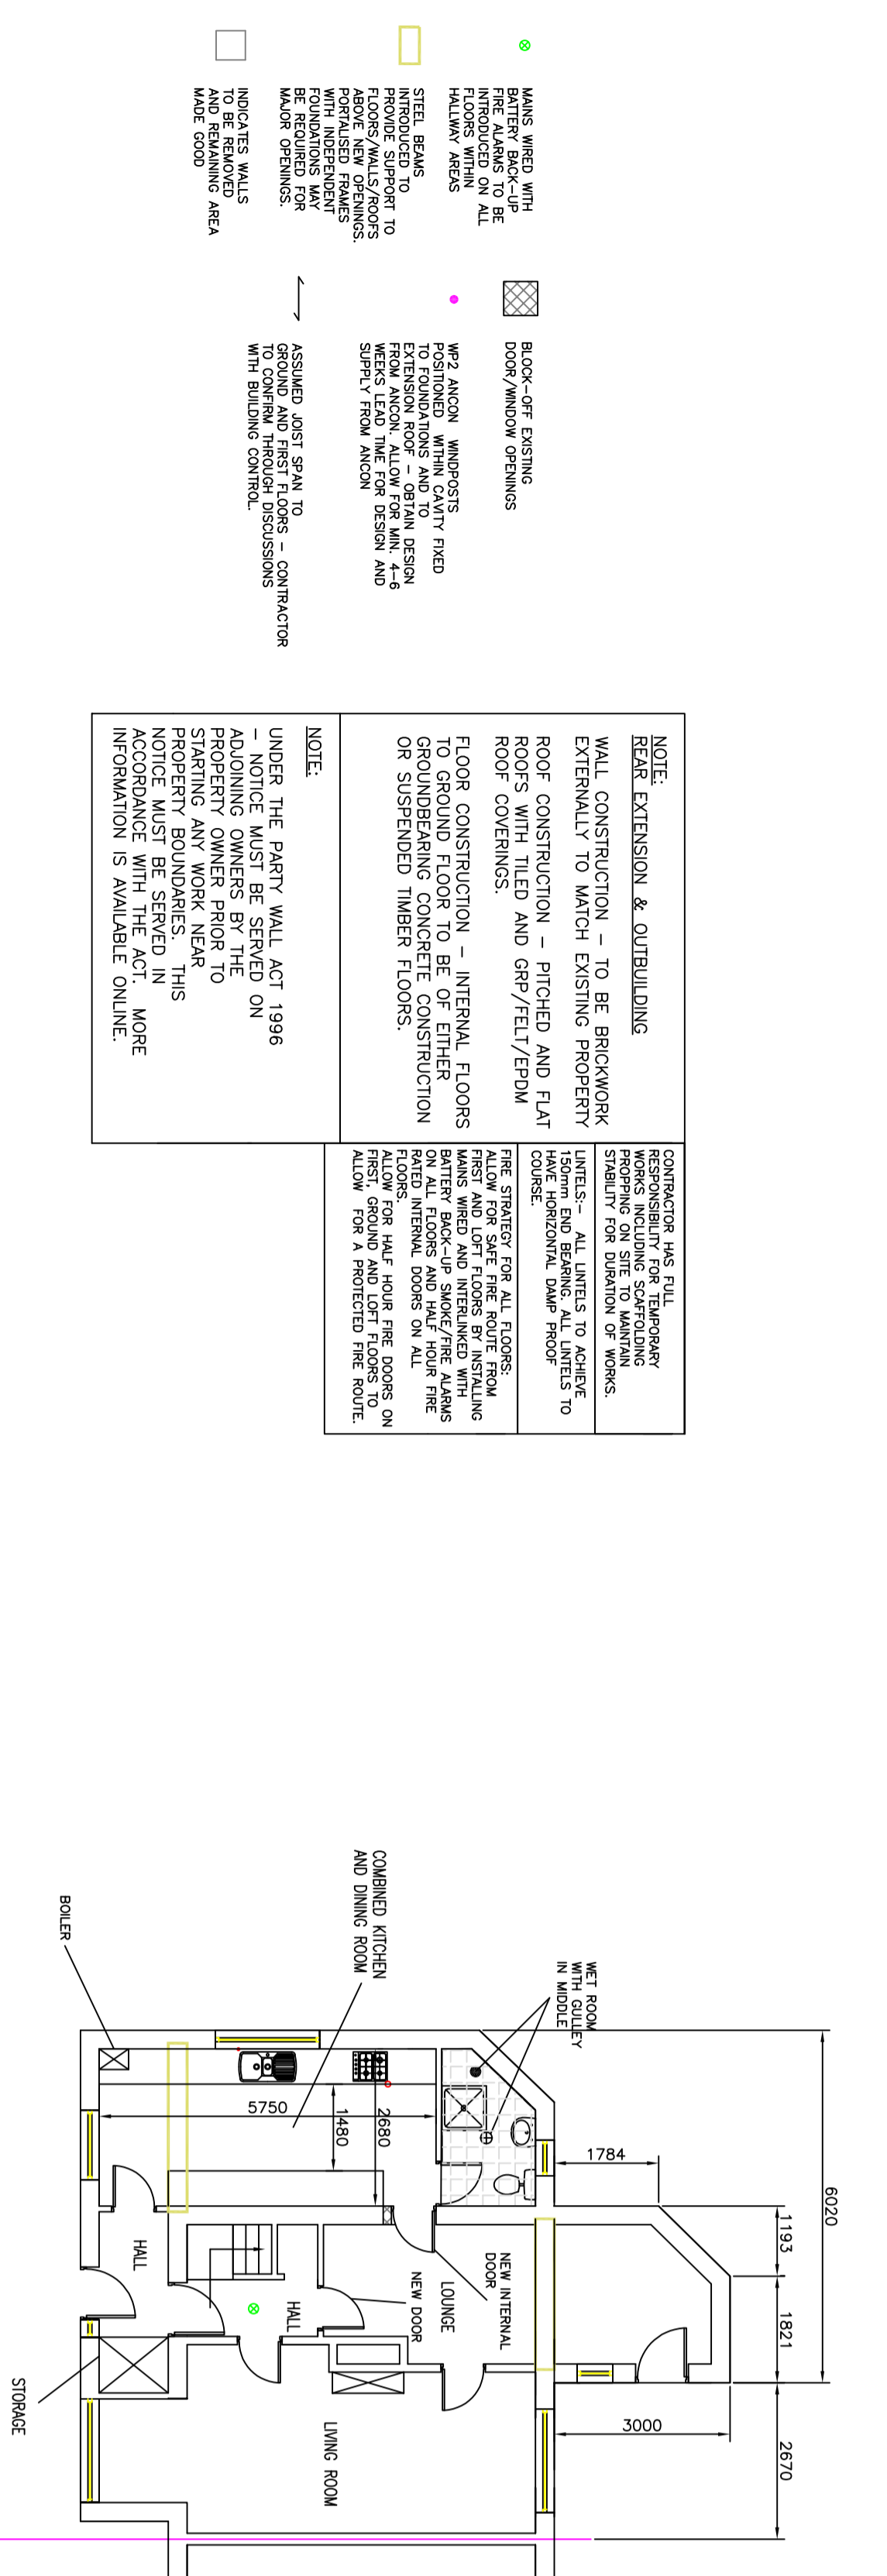 MAINS WIRED WITH
BATTERY BACK-UP
FIRE ALARMS TO BE
INTRODUCED ON ALL
FLOORS WITHIN
HALLWAY AREAS
STEEL BEAMS
INTRODUCED TO
PROVIDE SUPPORT TO
FLOORS/WALLS/ROOFS
ABOVE NEW OPENINGS.
PORTALISED FRAMES
WITH INDEPENDENT
FOUNDATIONS MAY
BE REQUIRED FOR
MAJOR OPENINGS.
INDICATES WALLS
TO BE REMOVED
AND REMAINING AREA
MADE GOOD
BLOCK-OFF EXISTING
DOOR/WINDOW OPENINGS
WP2 ANCON WINDPOSTS
POSITIONED WITHIN CAVITY FIXED
TO FOUNDATIONS AND TO
EXTENSION ROOF - OBTAIN DESIGN
FROM ANCON. ALLOW FOR MIN. 4-6
WEEKS LEAD TIME FOR DESIGN AND
SUPPLY FROM ANCON
ASSUMED JOIST SPAN TO
GROUND AND FIRST FLOORS - CONTRACTOR
TO CONFIRM THROUGH DISCUSSIONS
WITH BUILDING CONTROL.
NOTE:
REAR EXTENSION & OUTBUILDING
WALL CONSTRUCTION - TO BE BRICKWORK
EXTERNALLY TO MATCH EXISTING PROPERTY
ROOF CONSTRUCTION - PITCHED AND FLAT
ROOFS WITH TILED AND GRP/FELT/EPDM
ROOF COVERINGS.
FLOOR CONSTRUCTION - INTERNAL FLOORS
TO GROUND FLOOR TO BE OF EITHER
GROUNDBEARING CONCRETE CONSTRUCTION
OR SUSPENDED TIMBER FLOORS.
NOTE:
UNDER THE PARTY WALL ACT 1996
- NOTICE MUST BE SERVED ON
ADJOINING OWNERS BY THE
PROPERTY OWNER PRIOR TO
STARTING ANY WORK NEAR
PROPERTY BOUNDARIES. THIS
NOTICE MUST BE SERVED IN
ACCORDANCE WITH THE ACT. MORE
INFORMATION IS AVAILABLE ONLINE.
CONTRACTOR HAS FULL
RESPONSIBILITY FOR TEMPORARY
WORKS INCLUDING SCAFFOLDING
PROPPING ON SITE TO MAINTAIN
STABILITY FOR DURATION OF WORKS.
LINTELS:- ALL LINTELS TO ACHIEVE
150mm END BEARING. ALL LINTELS TO
HAVE HORIZONTAL DAMP PROOF
COURSE.
FIRE STRATEGY FOR ALL FLOORS:
ALLOW FOR SAFE FIRE ROUTE FROM
FIRST AND LOFT FLOORS BY INSTALLING
MAINS WIRED AND INTERLINKED WITH
BATTERY BACK-UP SMOKE/FIRE ALARMS
ON ALL FLOORS AND HALF HOUR FIRE
RATED INTERNAL DOORS ON ALL
FLOORS.
ALLOW FOR HALF HOUR FIRE DOORS ON
FIRST, GROUND AND LOFT FLOORS TO
ALLOW FOR A PROTECTED FIRE ROUTE.
6020
1193
1821
2670
1784
3000
WET ROOM
WITH GULLEY
IN MIDDLE
COMBINED KITCHEN
AND DINING ROOM
BOILER
2680
1480
5750
NEW INTERNAL
DOOR
LOUNGE
NEW DOOR
HALL
HALL
LIVING ROOM
STORAGE